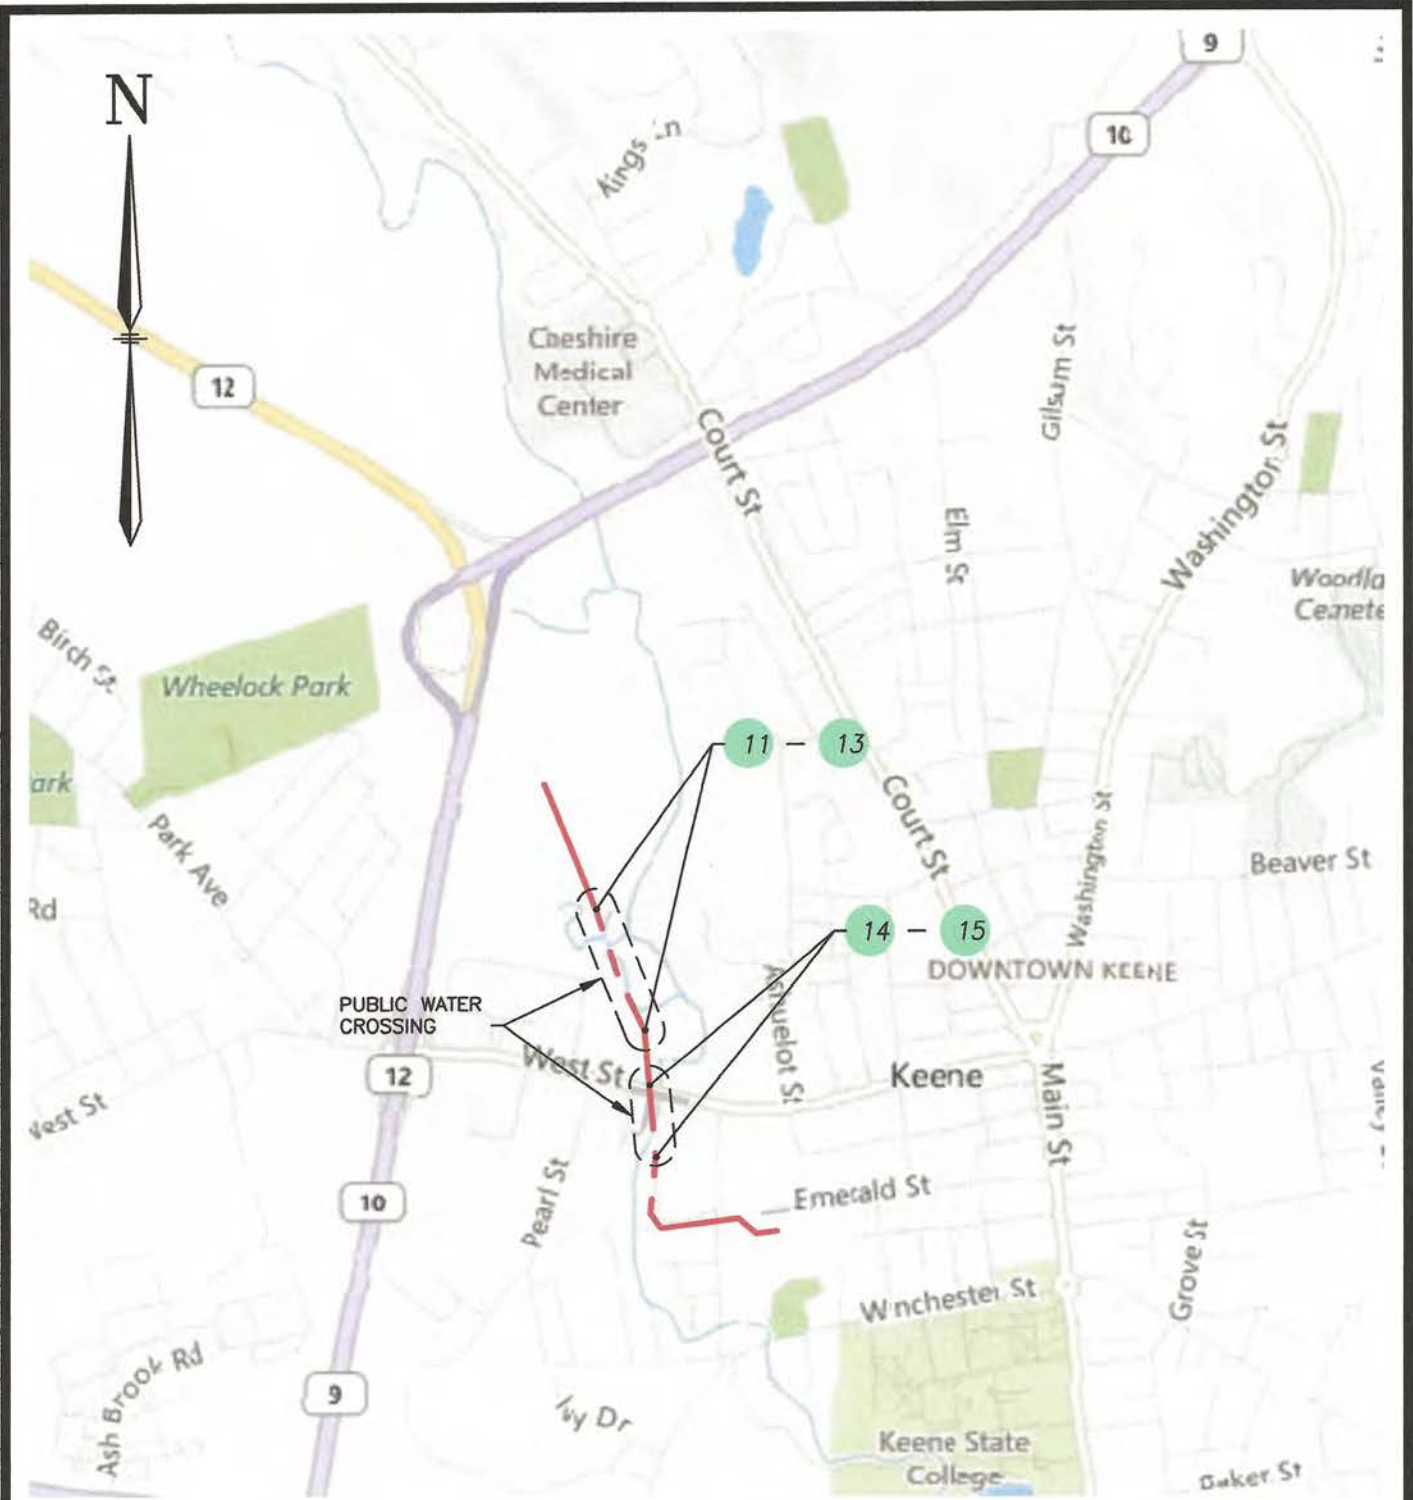 9
N
10
Kings Ln
12
Cheshire
Medical
Center
Court St
Gilsum St
Elm St
Washington St
Birch St
Wheelock Park
11 – 13
ark
Park Ave
Court St
Washington St
Beaver St
Rd
14 – 15
DOWNTOWN KEENE
PUBLIC WATER
CROSSING
Ashuelot St
West St
12
Keene
Main St
West St
10
Pearl St
Emerald St
Grove St
Winchester St
Ash Brook Rd
9
Ivy Dr
Keene State
College
Baker St